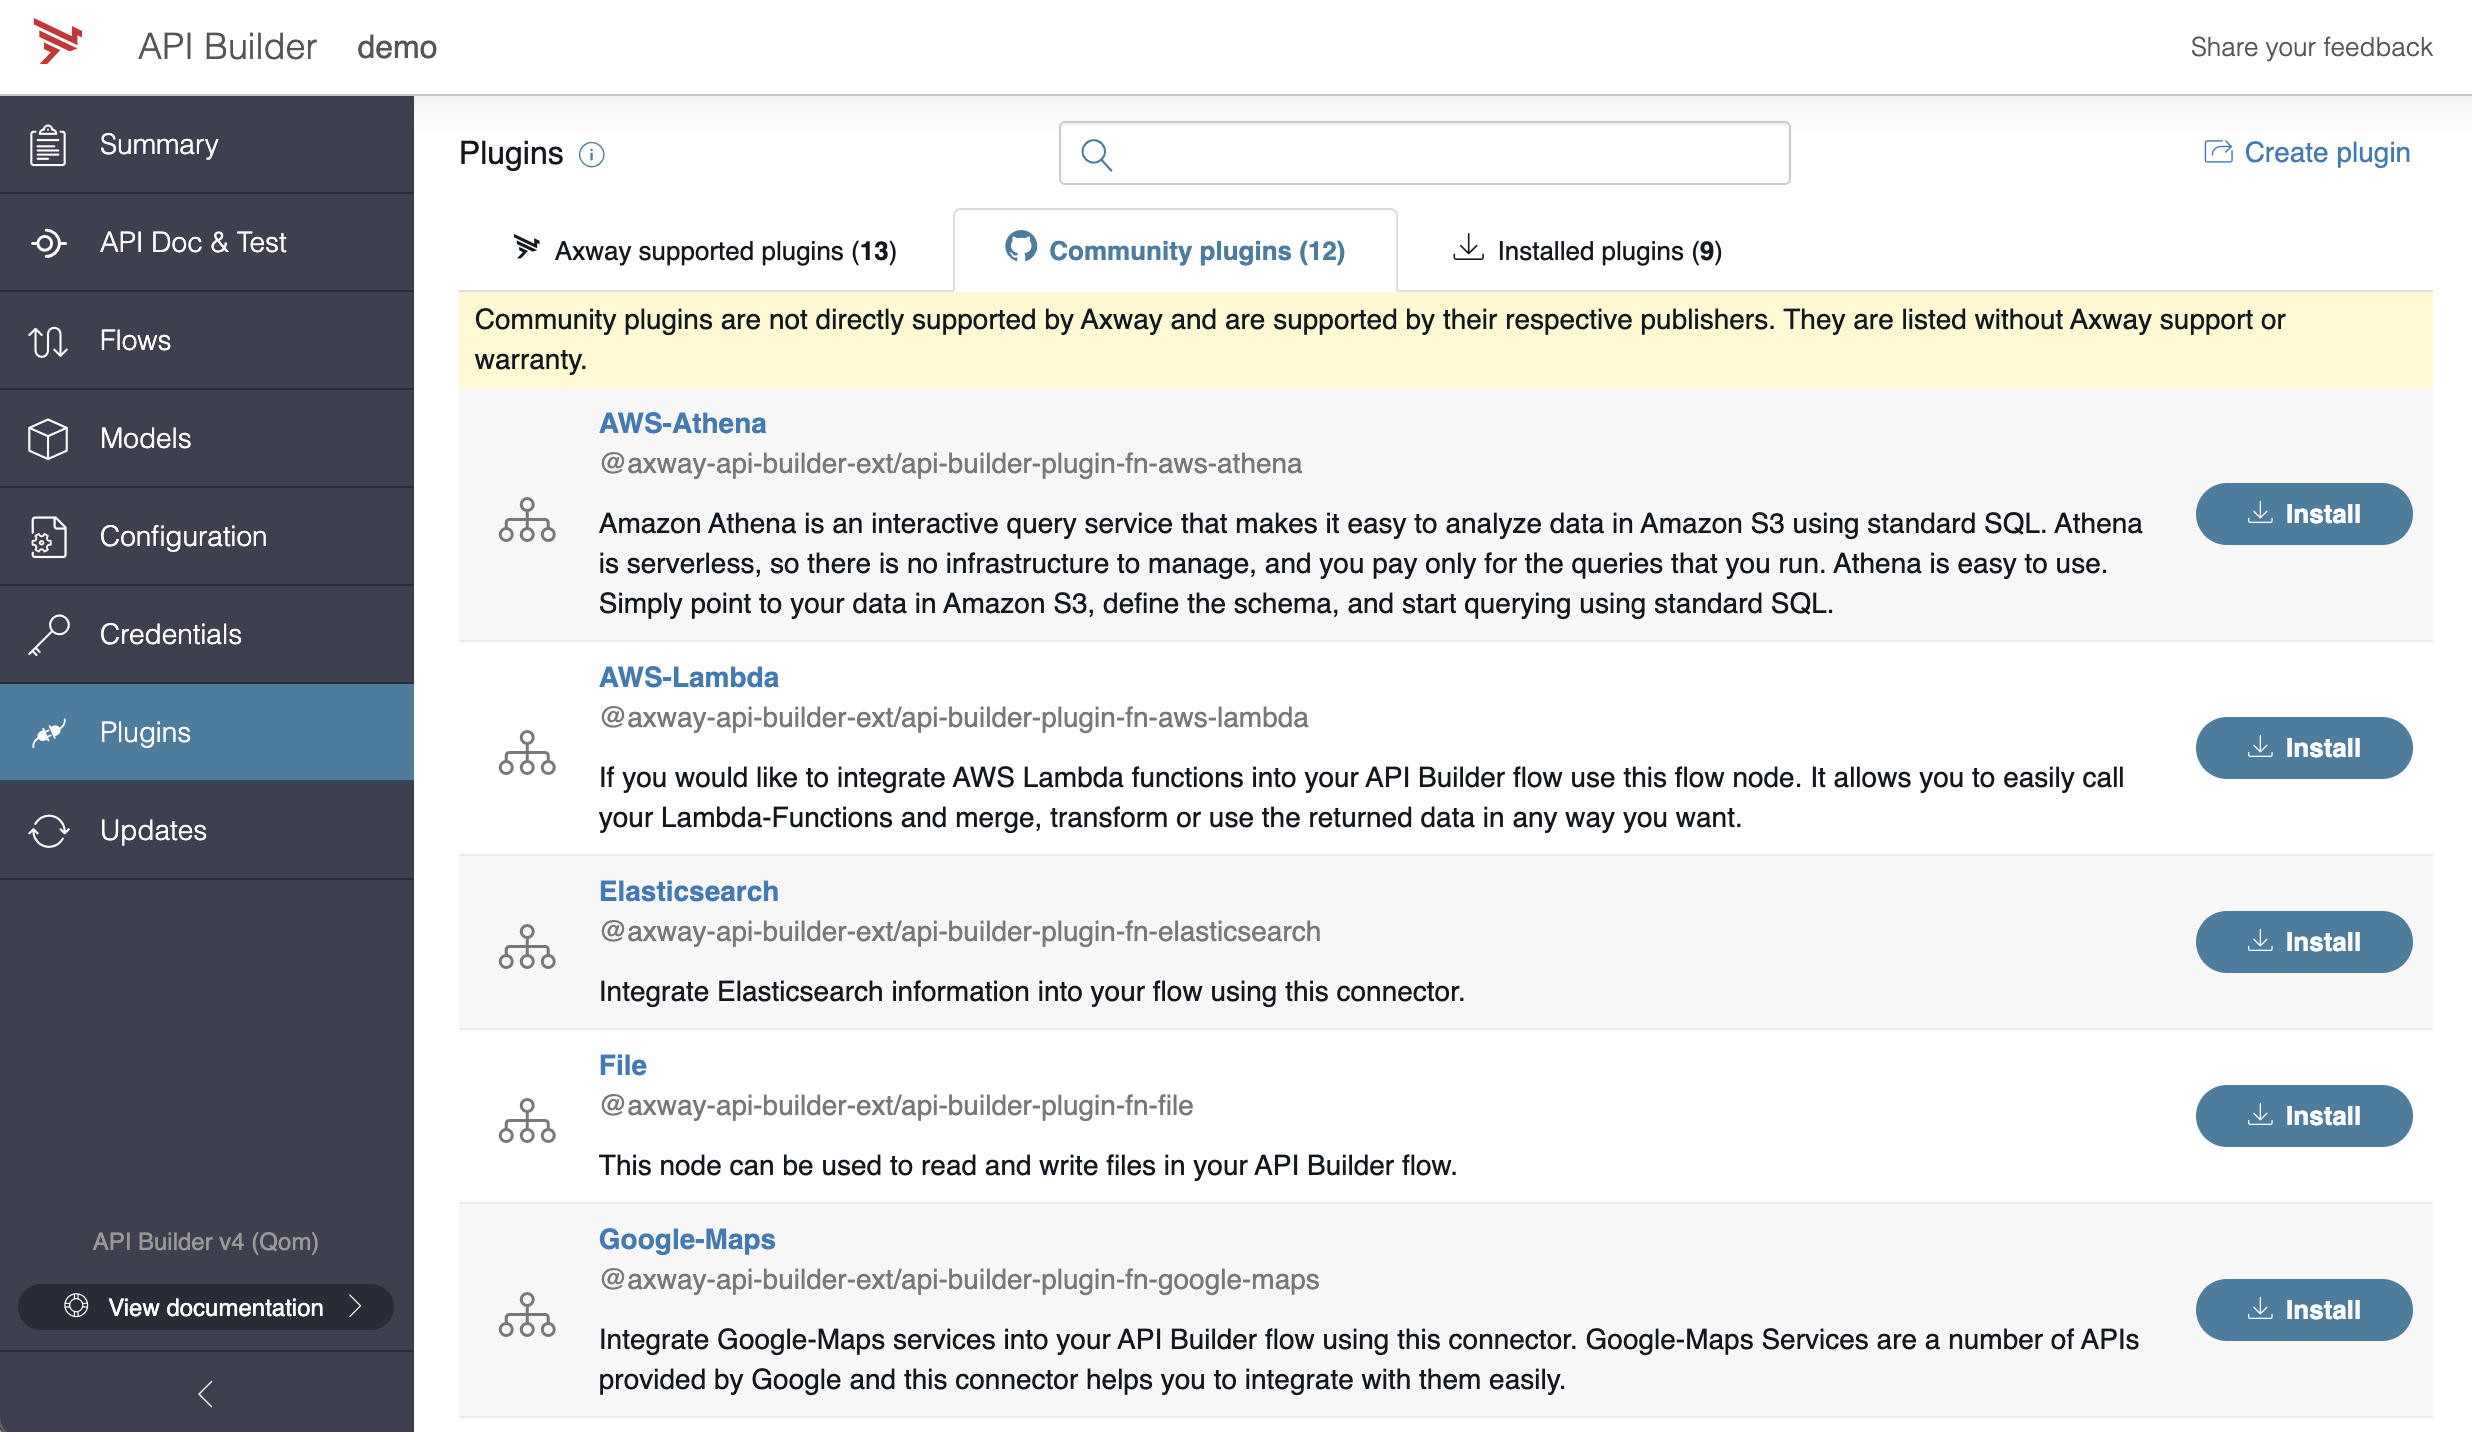 API Builder demo
Share your feedback
Summary
API Doc & Test
Flows
Models
Configuration
Credentials
Plugins
Updates
API Builder v4 (Qom)
View documentation
Plugins
Create plugin
Axway supported plugins (13)
Community plugins (12)
Installed plugins (9)
Community plugins are not directly supported by Axway and are supported by their respective publishers. They are listed without Axway support or
warranty.
AWS-Athena
@axway-api-builder-ext/api-builder-plugin-fn-aws-athena
Amazon Athena is an interactive query service that makes it easy to analyze data in Amazon S3 using standard SQL. Athena
is serverless, so there is no infrastructure to manage, and you pay only for the queries that you run. Athena is easy to use.
Simply point to your data in Amazon S3, define the schema, and start querying using standard SQL.
Install
AWS-Lambda
@axway-api-builder-ext/api-builder-plugin-fn-aws-lambda
If you would like to integrate AWS Lambda functions into your API Builder flow use this flow node. It allows you to easily call
your Lambda-Functions and merge, transform or use the returned data in any way you want.
Install
Elasticsearch
@axway-api-builder-ext/api-builder-plugin-fn-elasticsearch
Integrate Elasticsearch information into your flow using this connector.
Install
File
@axway-api-builder-ext/api-builder-plugin-fn-file
This node can be used to read and write files in your API Builder flow.
Install
Google-Maps
@axway-api-builder-ext/api-builder-plugin-fn-google-maps
Integrate Google-Maps services into your API Builder flow using this connector. Google-Maps Services are a number of APIs
provided by Google and this connector helps you to integrate with them easily.
Install